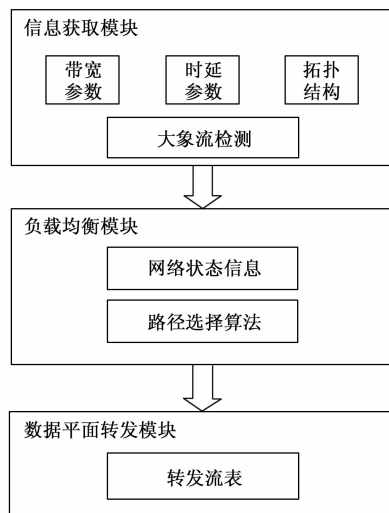 信息获取模块
带宽 时延 拓扑
参数 参数 结构
大象流检测
负载均衡模块
网络状态信息
路径选择算法
数据平面转发模块
转发流表